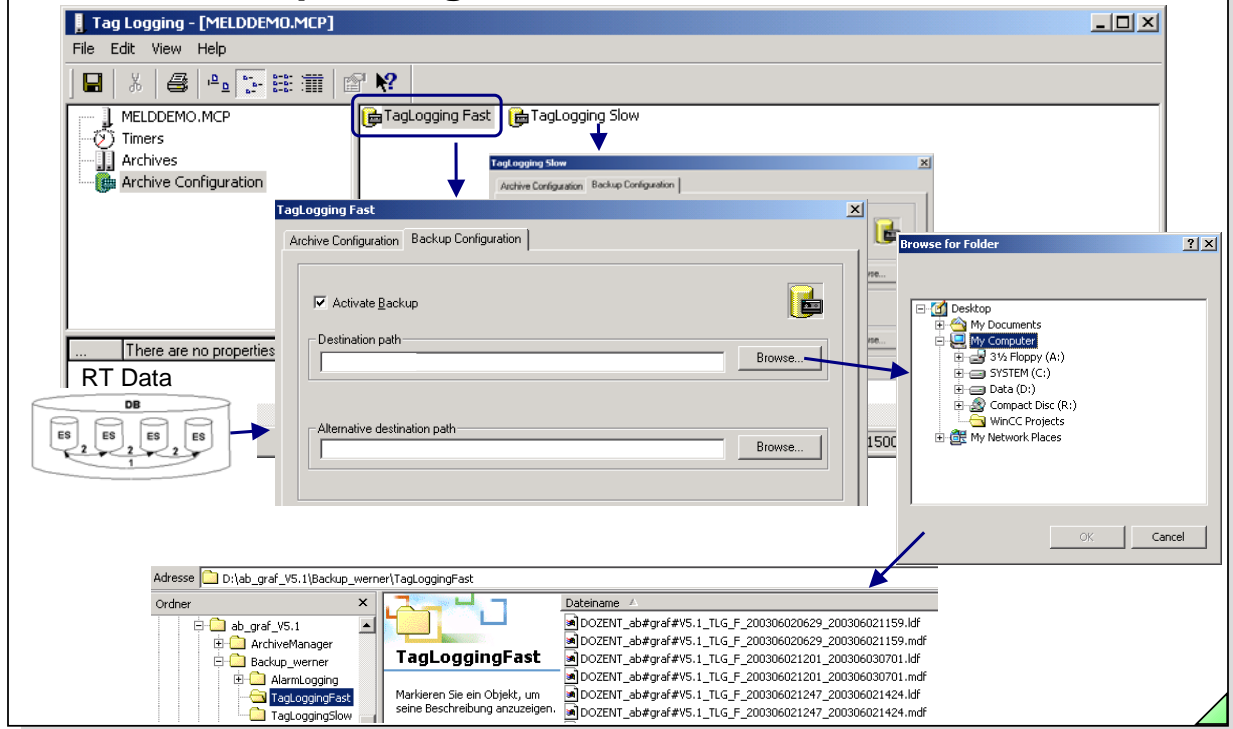 Tag Logging - [MELDDEMO.MCP]
File Edit View Help
MELDDEMO.MCP
Timers
Archives
Archive Configuration
TagLogging Fast
TagLogging Slow
TagLogging Slow
Archive Configuration
Backup Configuration
TagLogging Fast
Archive Configuration
Backup Configuration
Activate Backup
Destination path
Browse...
Alternative destination path
Browse...
... There are no properties
RT Data
DB
ES ES ES ES
2 2 2
1
1500
Browse for Folder
Desktop
My Documents
My Computer
3½ Floppy (A:)
SYSTEM (C:)
Data (D:)
Compact Disc (R:)
WinCC Projects
My Network Places
OK
Cancel
Adresse D:\ab_graf_V5.1\Backup_werner\TagLoggingFast
Ordner
ab_graf_V5.1
ArchiveManager
Backup_werner
AlarmLogging
TagLoggingFast
TagLoggingSlow
TagLoggingFast
Markieren Sie ein Objekt, um
seine Beschreibung anzuzeigen.
Dateiname
DOZENT_ab#graf#V5.1_TLG_F_200306020629_200306021159.ldf
DOZENT_ab#graf#V5.1_TLG_F_200306020629_200306021159.mdf
DOZENT_ab#graf#V5.1_TLG_F_200306021201_200306030701.ldf
DOZENT_ab#graf#V5.1_TLG_F_200306021201_200306030701.mdf
DOZENT_ab#graf#V5.1_TLG_F_200306021247_200306021424.ldf
DOZENT_ab#graf#V5.1_TLG_F_200306021247_200306021424.mdf